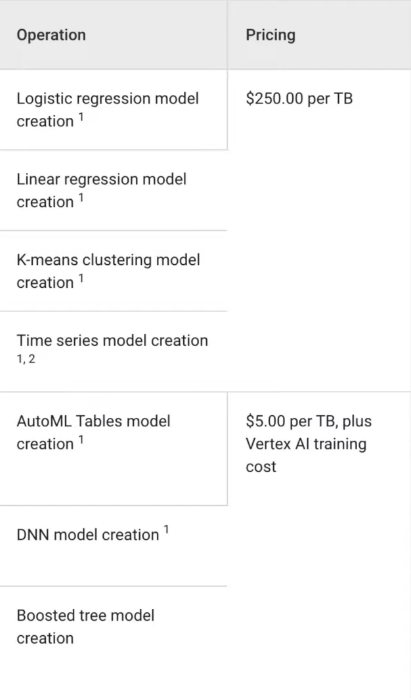 Operation Pricing
Logistic regression model $250.00 per TB
creation 1
Linear regression model
creation 1
K-means clustering model
creation 1
Time series model creation
1, 2
AutoML Tables model $5.00 per TB, plus
creation 1 Vertex AI training
cost
DNN model creation 1
Boosted tree model
creation